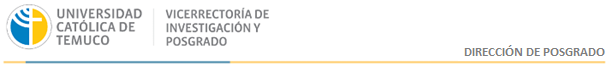 UNIVERSIDAD
CATÓLICA DE
TEMUCO
VICERRECTORÍA DE
INVESTIGACIÓN Y
POSGRADO
DIRECCIÓN DE POSGRADO